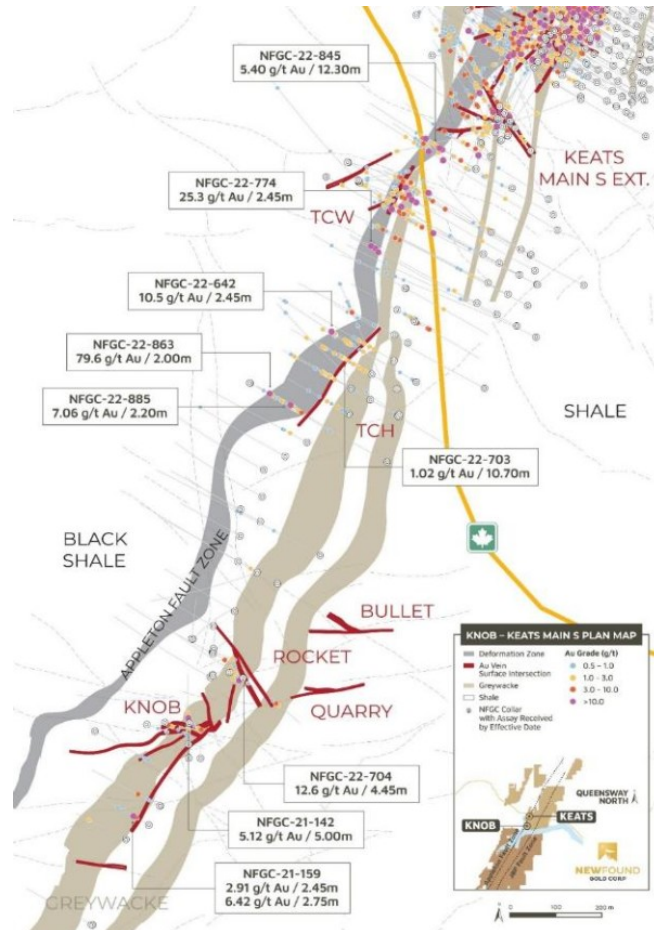 NFGC-22-845
5.40 g/t Au / 12.30m
KEATS
MAIN S EXT.
NFGC-22-774
25.3 g/t Au / 2.45m
TCW
NFGC-22-642
10.5 g/t Au / 2.45m
NFGC-22-863
79.6 g/t Au / 2.00m
NFGC-22-885
7.06 g/t Au / 2.20m
SHALE
TCH
NFGC-22-703
1.02 g/t Au / 10.70m
BLACK
SHALE
APPLETON FAULT ZONE
BULLET
ROCKET
KNOB
QUARRY
NFGC-22-704
12.6 g/t Au / 4.45m
NFGC-21-142
5.12 g/t Au / 5.00m
NFGC-21-159
2.91 g/t Au / 2.45m
6.42 g/t Au / 2.75m
GREYWACKE
KNOB – KEATS MAIN S PLAN MAP
Deformation Zone
Au Vein
Surface Intersection
Greywacke
Shale
NFGC Collar
with Assay Received
by Effective Date
Au Grade (g/t)
0.5 – 1.0
1.0 – 3.0
3.0 – 10.0
>10.0
QUEENSWAY
NORTH
KEATS
KNOB
Appleton Fault Zone
JBP Fault Zone
NEWFOUND
GOLD CORP
N
0 100 200 m